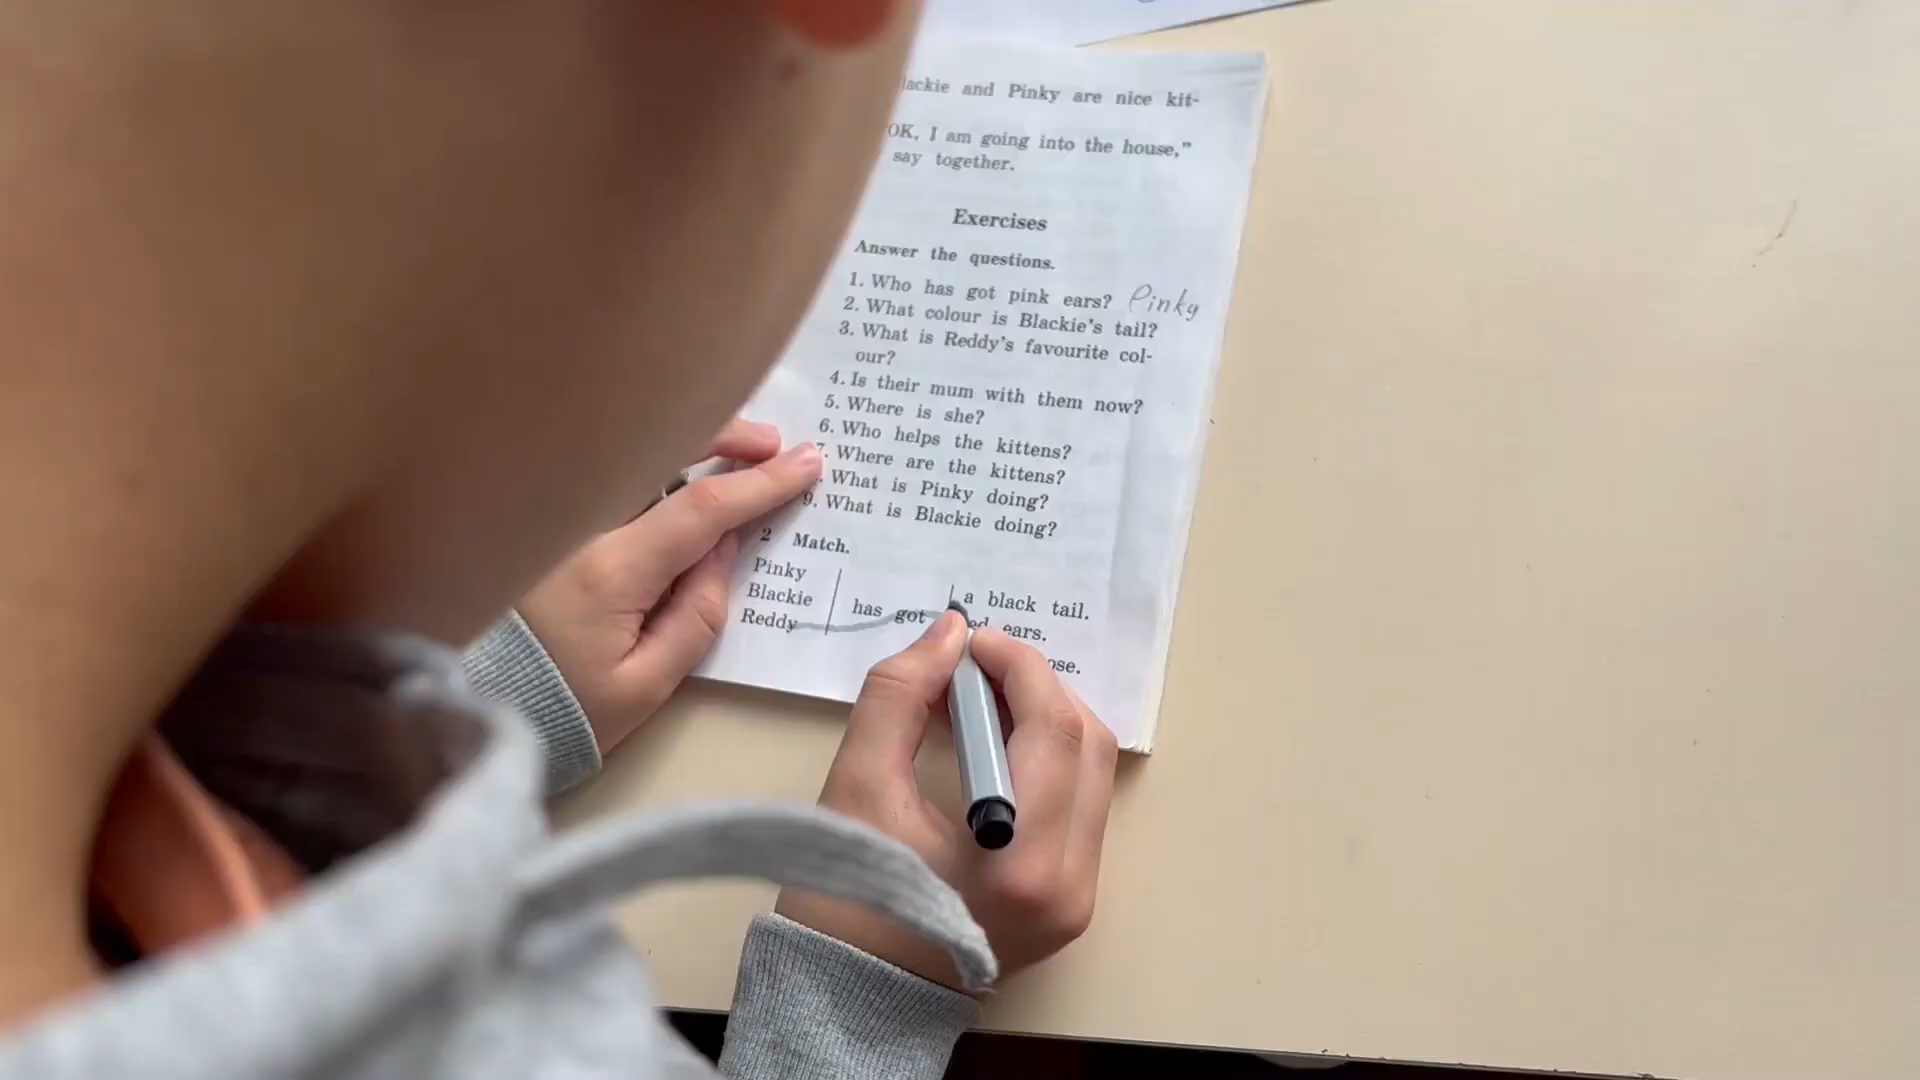 lackie and Pinky are nice kit-
OK, I am going into the house,"
say together.
Exercises
Answer the questions.
1. Who has got pink ears? Pinky
2. What colour is Blackie's tail?
3. What is Reddy's favourite col-
our?
4. Is their mum with them now?
5. Where is she?
6. Who helps the kittens?
7. Where are the kittens?
. What is Pinky doing?
9. What is Blackie doing?
2 Match.
Pinky
Blackie
Reddy
has got
a black tail.
ed ears.
ose.